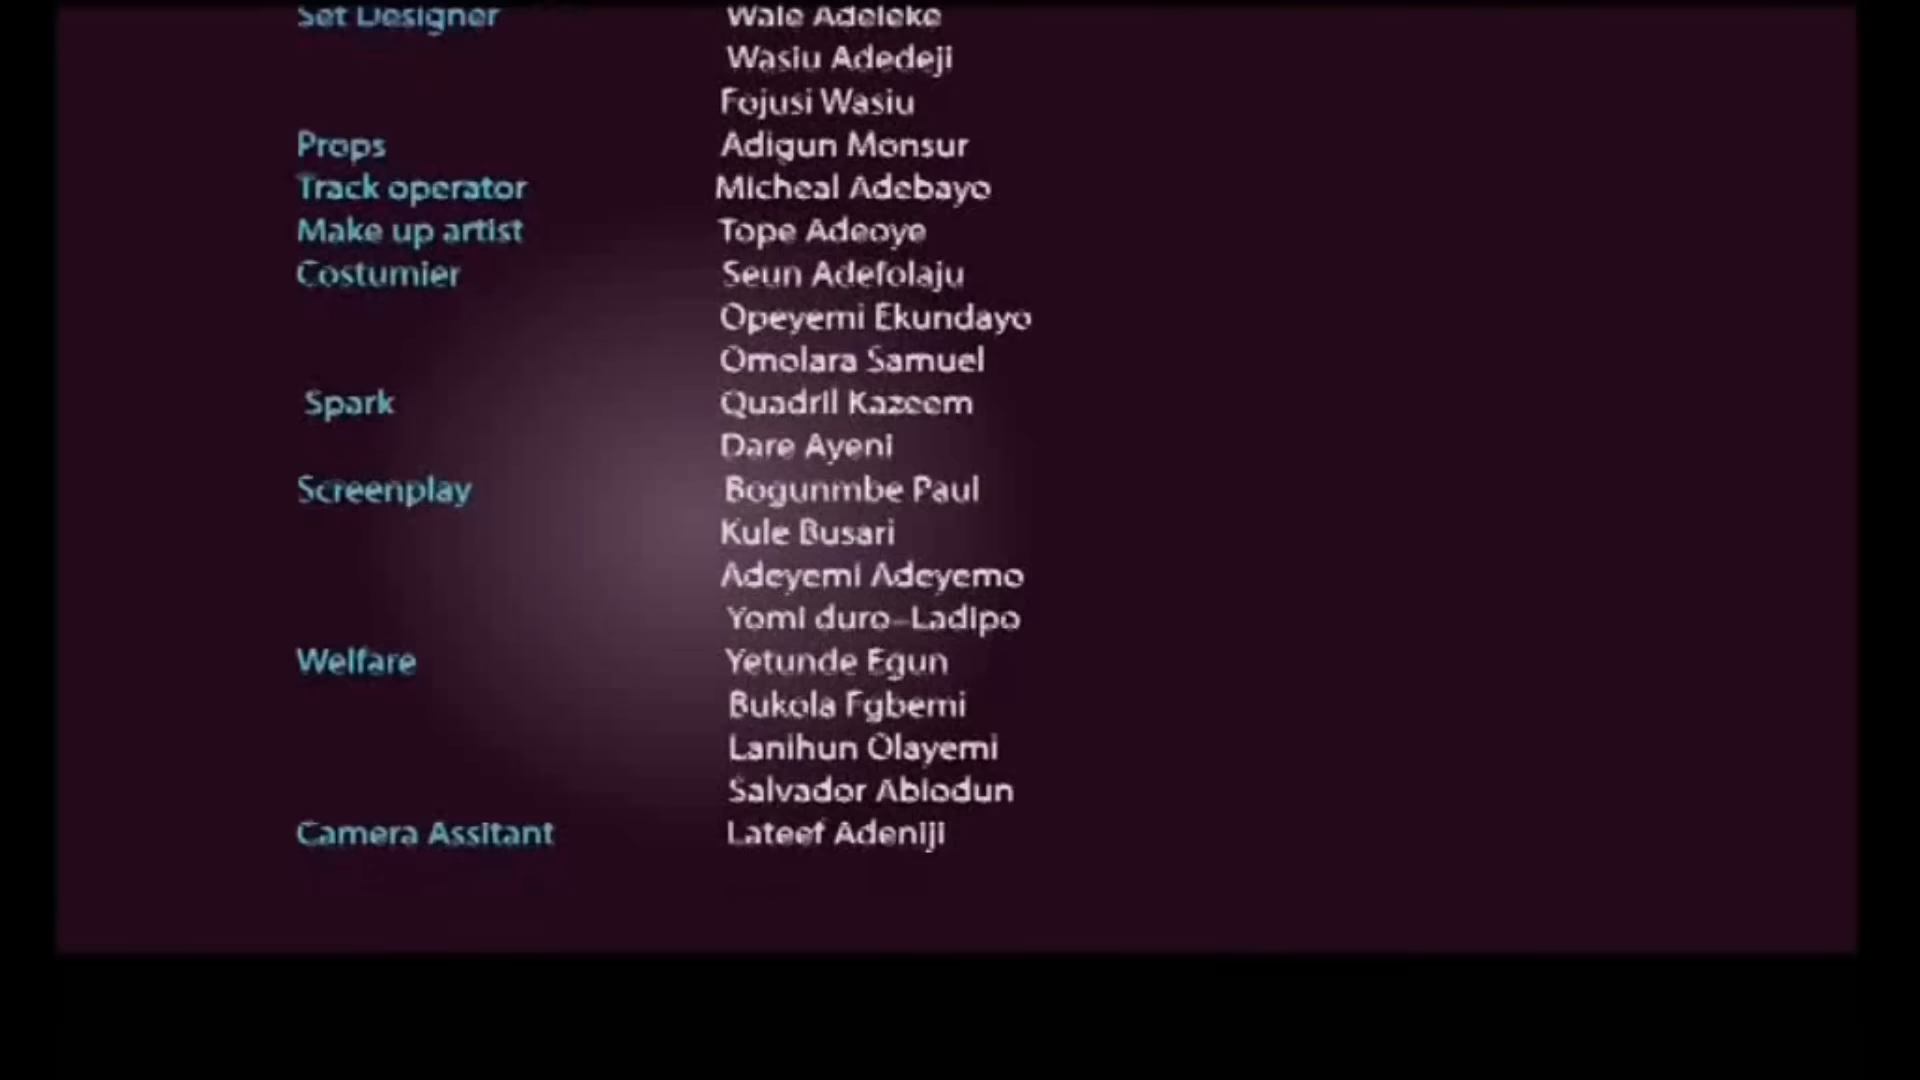 Set Designer Wale Adeleke
Wasiu Adedeji
Fojusi Wasiu
Props Adigun Monsur
Track operator Micheal Adebayo
Make up artist Tope Adeoye
Costumier Seun Adefolaju
Opeyemi Ekundayo
Omolara Samuel
Spark Quadril Kazeem
Dare Ayeni
Screenplay Bogunmbe Paul
Kule Busari
Adeyemi Adeyemo
Yomi duro-Ladipo
Welfare Yetunde Egun
Bukola Egbemi
Lanihun Olayemi
Salvador Abiodun
Camera Assitant Lateef Adeniji